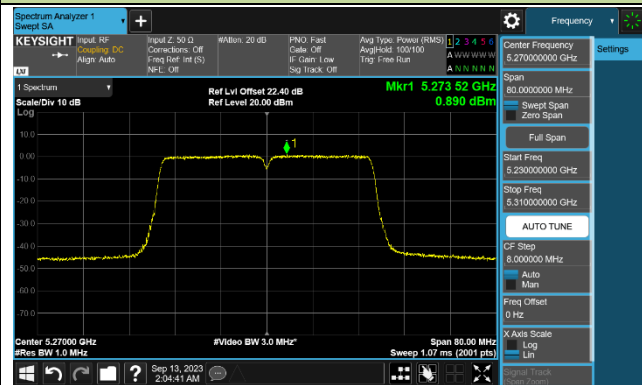 Spectrum Analyzer 1
Swept SA
+
Frequency
KEYSIGHT
Input: RF
Coupling: DC
Align: Auto
Input Z: 50 Ω
Corrections: Off
Freq Ref: Int (S)
NFE: Off
#Atten: 20 dB
PNO: Fast
Gate: Off
IF Gain: Low
Sig Track: Off
Avg Type: Power (RMS)
Avg|Hold: 100/100
Trig: Free Run
1 2 3 4 5 6
A W W W W W
A N N N N N
LXI
1 Spectrum
Scale/Div 10 dB
Log
Ref Lvl Offset 22.40 dB
Ref Level 20.00 dBm
Mkr1 5.273 52 GHz
0.890 dBm
10.0
0.00
-10.0
-20.0
-30.0
-40.0
-50.0
-60.0
-70.0
1
Center 5.27000 GHz
#Res BW 1.0 MHz
#Video BW 3.0 MHz*
Span 80.00 MHz
Sweep 1.07 ms (2001 pts)
Sep 13, 2023
2:04:41 AM
?
Center Frequency
5.270000000 GHz
Settings
Span
80.0000000 MHz
Swept Span
Zero Span
Full Span
Start Freq
5.230000000 GHz
Stop Freq
5.310000000 GHz
AUTO TUNE
CF Step
8.000000 MHz
Auto
Man
Freq Offset
0 Hz
X Axis Scale
Log
Lin
Signal Track
(Span Zoom)